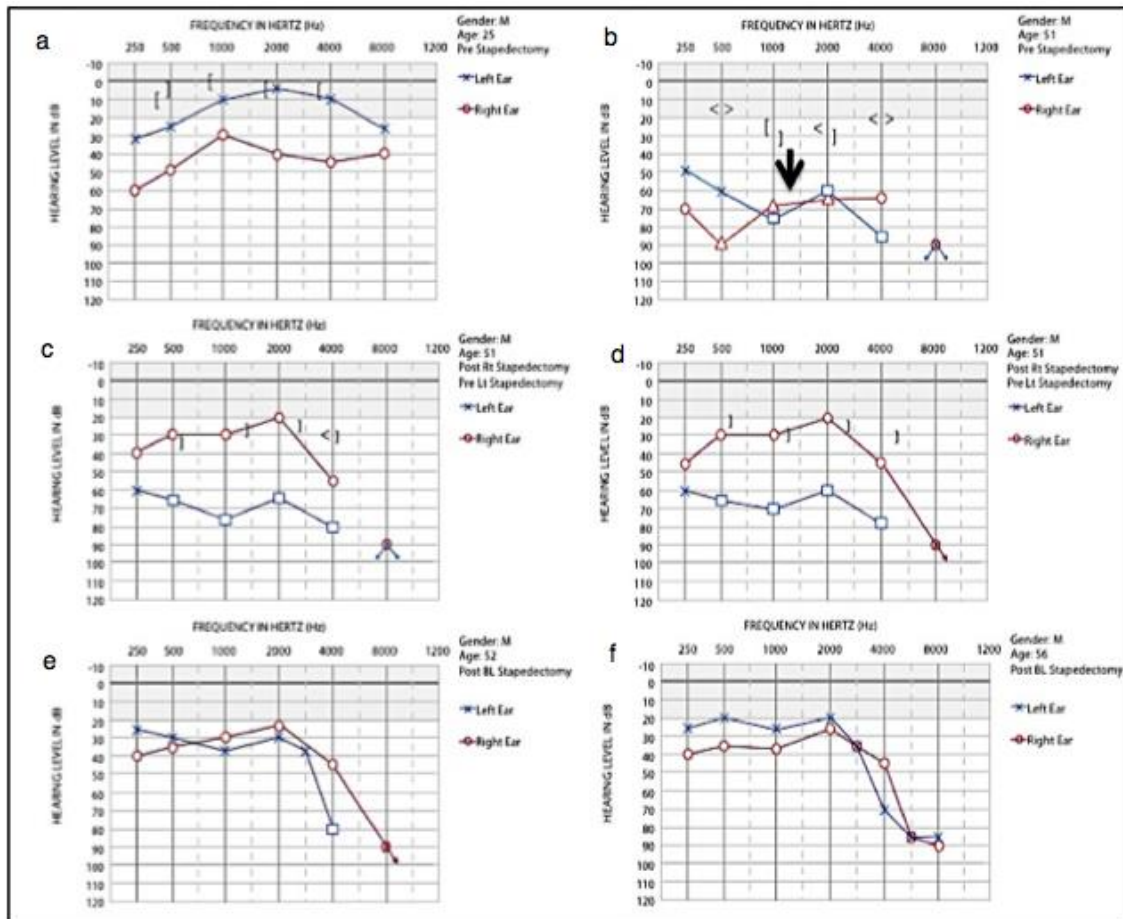 a
FREQUENCY IN HERTZ (Hz)
250 500 1000 2000 4000 8000 1200
Gender: M
Age: 25
Pre Stapedectomy
Left Ear
Right Ear
HEARING LEVEL IN dB
-10
0
10
20
30
40
50
60
70
80
90
100
110
120
b
FREQUENCY IN HERTZ (Hz)
250 500 1000 2000 4000 8000 1200
Gender: M
Age: 51
Pre Stapedectomy
Left Ear
Right Ear
HEARING LEVEL IN dB
-10
0
10
20
30
40
50
60
70
80
90
100
110
120
c
FREQUENCY IN HERTZ (Hz)
250 500 1000 2000 4000 8000 1200
Gender: M
Age: 51
Post Rt Stapedectomy
Pre Lt Stapedectomy
Left Ear
Right Ear
HEARING LEVEL IN dB
-10
0
10
20
30
40
50
60
70
80
90
100
110
120
d
FREQUENCY IN HERTZ (Hz)
250 500 1000 2000 4000 8000 1200
Gender: M
Age: 51
Post Rt Stapedectomy
Pre Lt Stapedectomy
Left Ear
Right Ear
HEARING LEVEL IN dB
-10
0
10
20
30
40
50
60
70
80
90
100
110
120
e
FREQUENCY IN HERTZ (Hz)
250 500 1000 2000 4000 8000 1200
Gender: M
Age: 52
Post BL Stapedectomy
Left Ear
Right Ear
HEARING LEVEL IN dB
-10
0
10
20
30
40
50
60
70
80
90
100
110
120
f
FREQUENCY IN HERTZ (Hz)
250 500 1000 2000 4000 8000 1200
Gender: M
Age: 56
Post BL Stapedectomy
Left Ear
Right Ear
HEARING LEVEL IN dB
-10
0
10
20
30
40
50
60
70
80
90
100
110
120